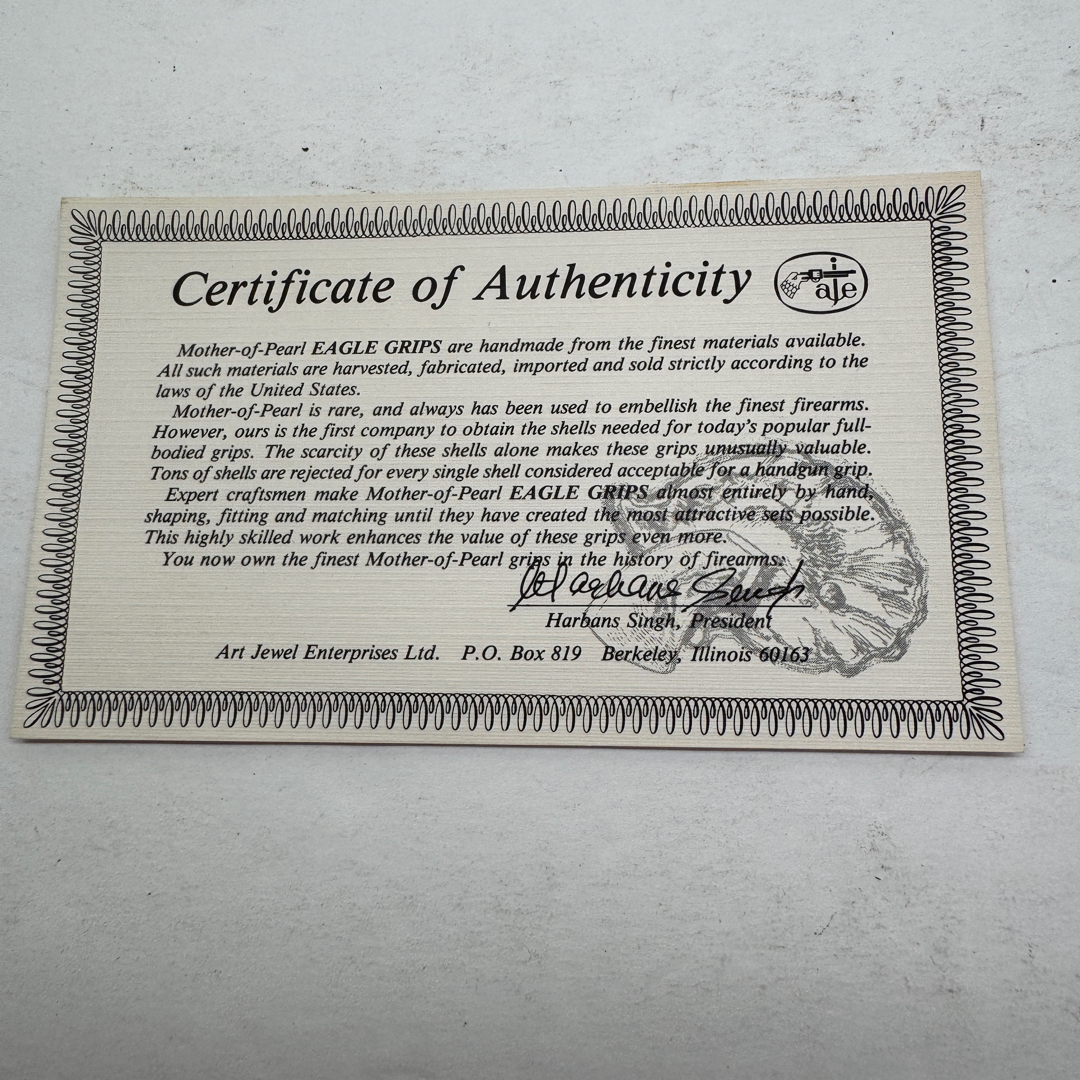 Certificate of Authenticity
aje
Mother-of-Pearl EAGLE GRIPS are handmade from the finest materials available.
All such materials are harvested, fabricated, imported and sold strictly according to the
laws of the United States.
Mother-of-Pearl is rare, and always has been used to embellish the finest firearms.
However, ours is the first company to obtain the shells needed for today's popular full-
bodied grips. The scarcity of these shells alone makes these grips unusually valuable.
Tons of shells are rejected for every single shell considered acceptable for a handgun grip.
Expert craftsmen make Mother-of-Pearl EAGLE GRIPS almost entirely by hand,
shaping, fitting and matching until they have created the most attractive sets possible.
This highly skilled work enhances the value of these grips even more.
You now own the finest Mother-of-Pearl grips in the history of firearms.
Harbans Singh
Harbans Singh, President
Art Jewel Enterprises Ltd. P.O. Box 819 Berkeley, Illinois 60163